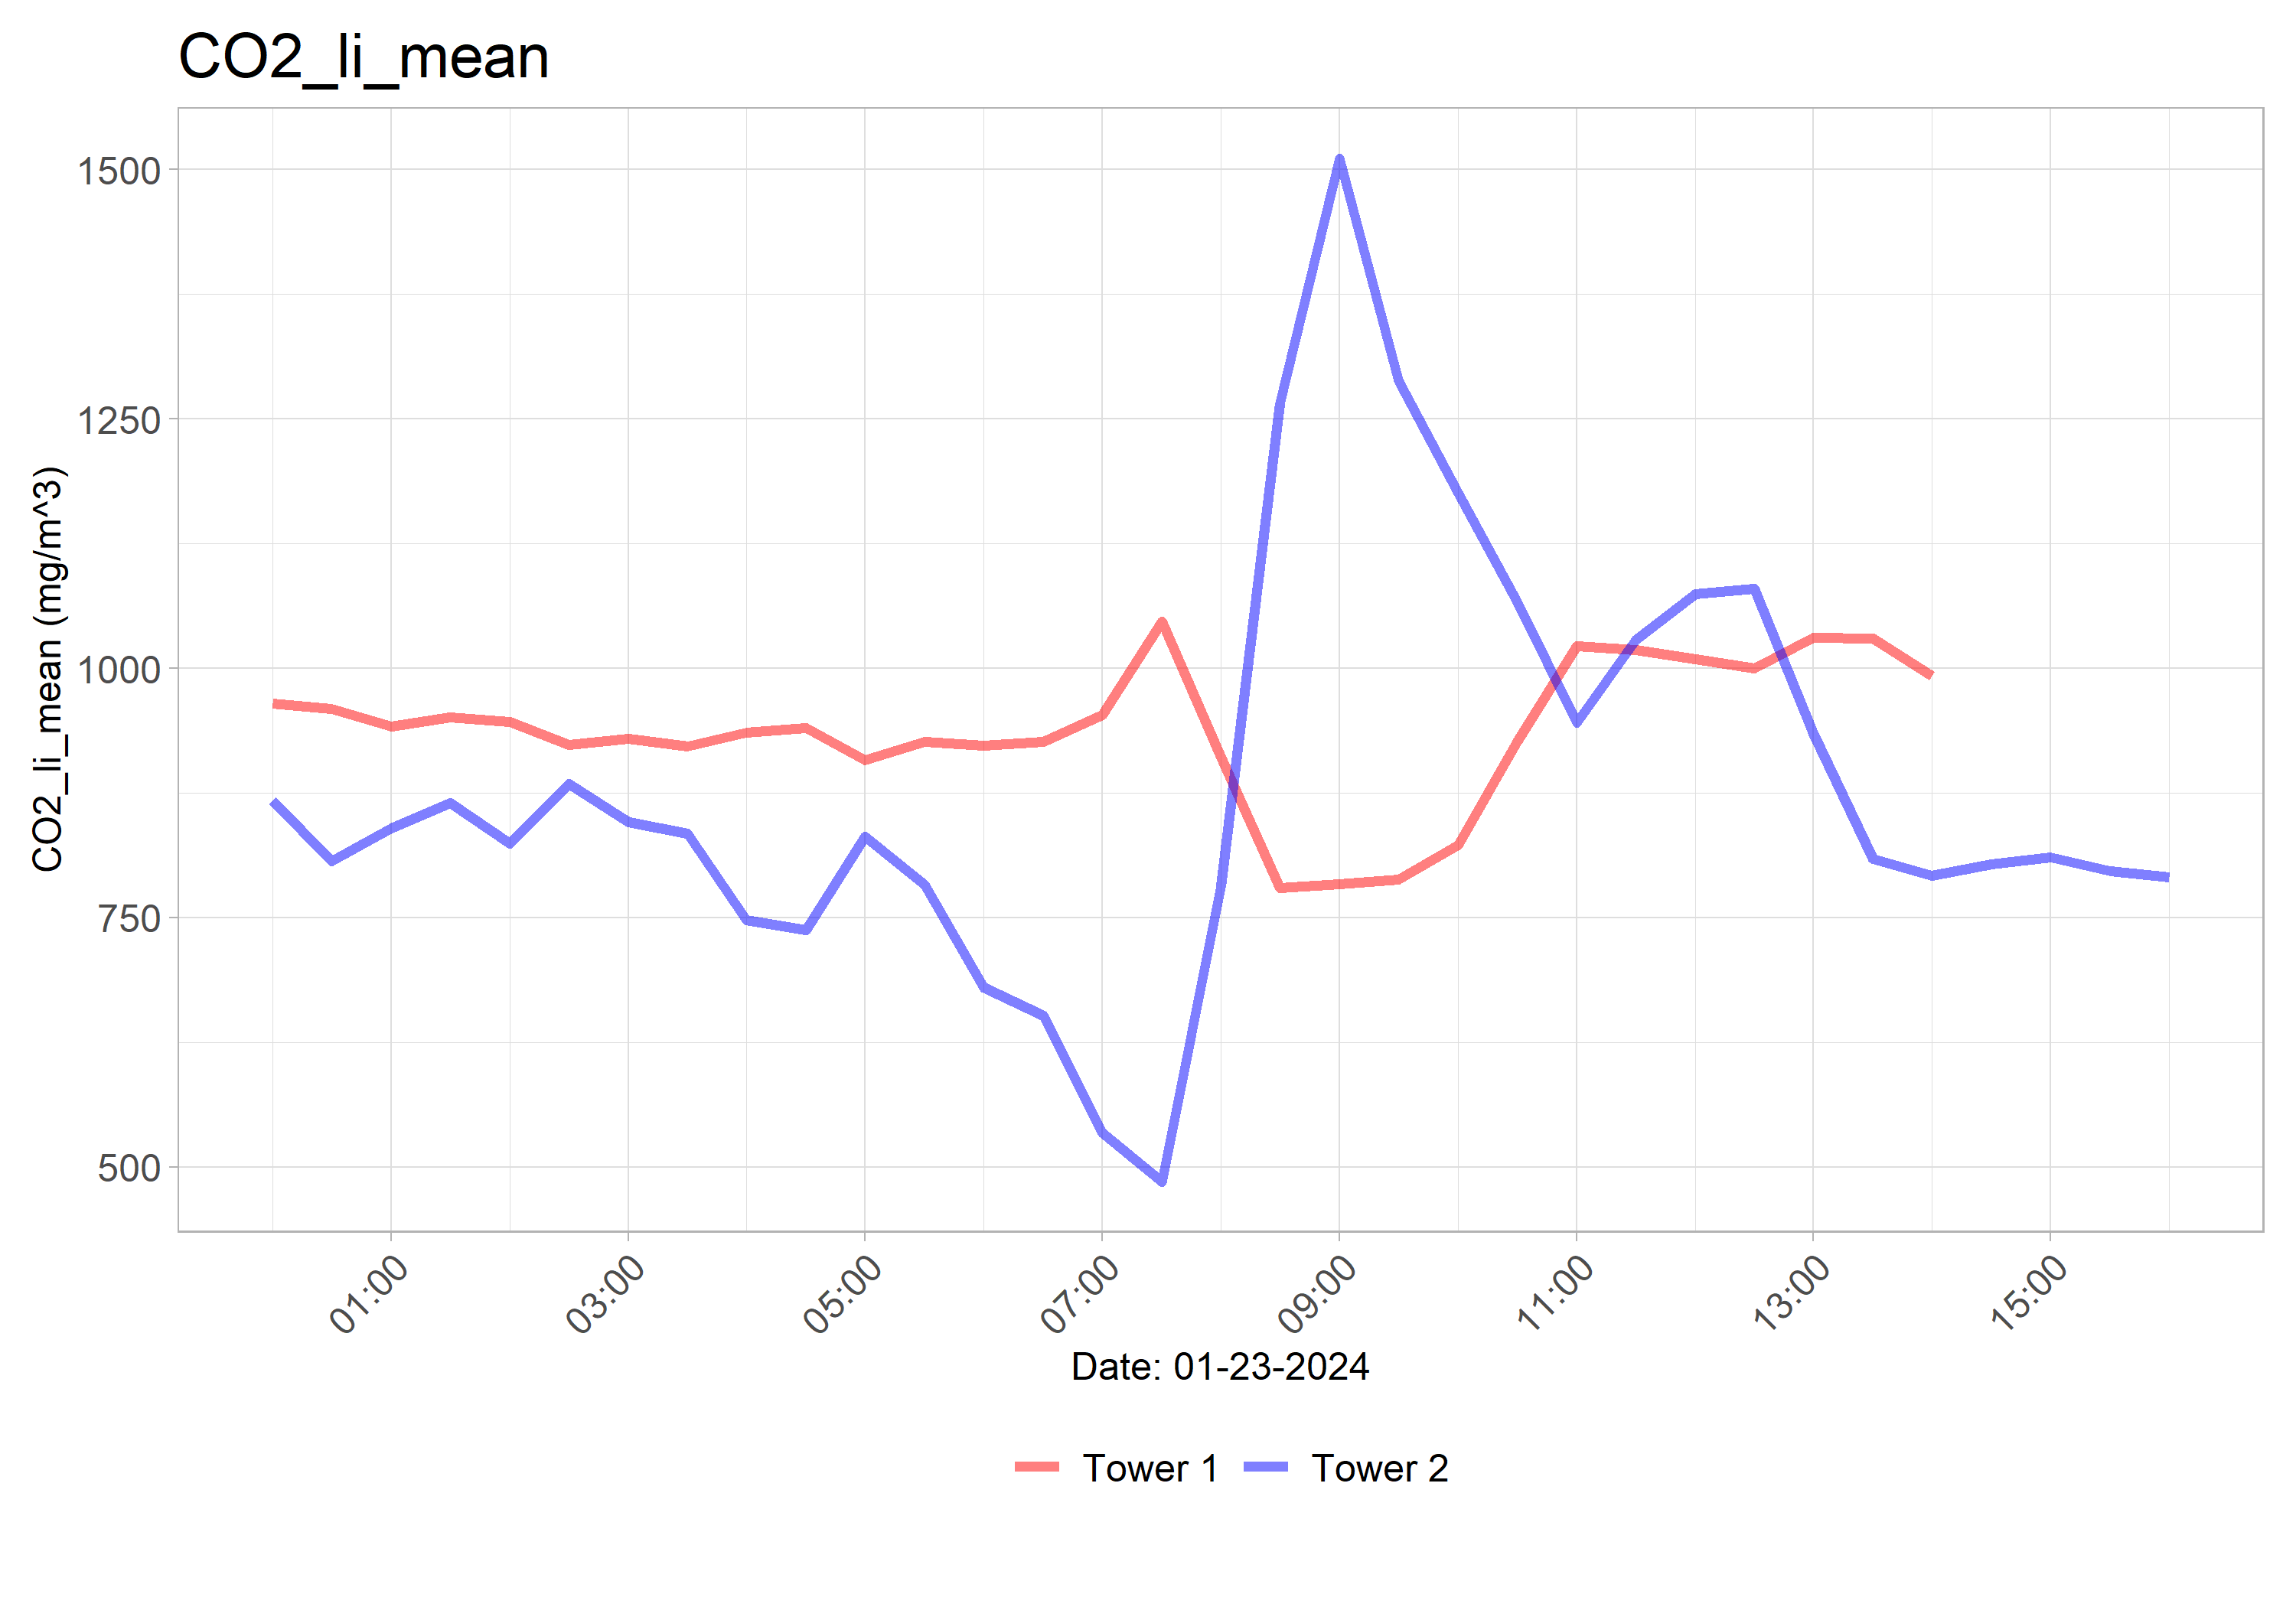 CO2_li_mean
1500
1250
1000
750
500
CO2_li_mean (mg/m^3)
01:00
03:00
05:00
07:00
09:00
11:00
13:00
15:00
Date: 01-23-2024
Tower 1
Tower 2